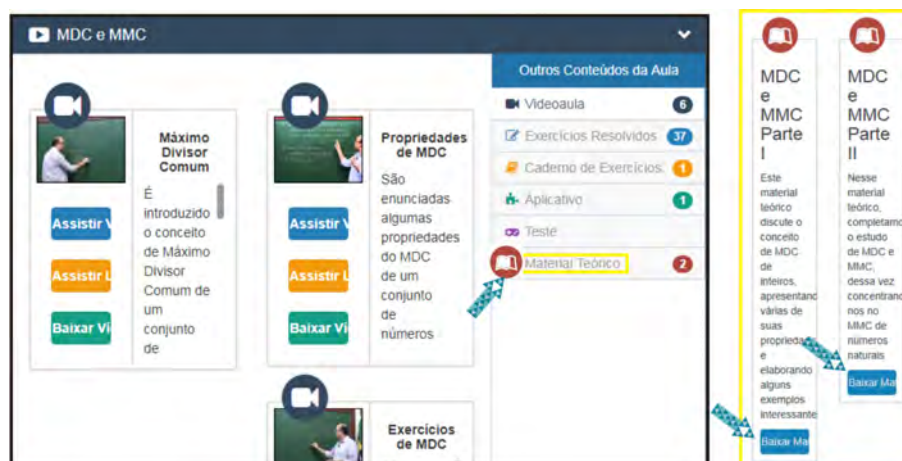 MDC e MMC
Máximo
Divisor
Comum
É
introduzido
o conceito
de Máximo
Divisor
Comum de
um
conjunto
de
Assistir V
Assistir L
Baixar Vi
Propriedades
de MDC
São
enunciadas
algumas
propriedades
do MDC
de um
conjunto
de
números
Assistir V
Assistir L
Baixar Vi
Exercícios
de MDC
Outros Conteúdos da Aula
Videoaula 6
Exercícios Resolvidos 37
Caderno de Exercícios 1
Aplicativo 1
Teste
Material Teórico 2
MDC
e
MMC
Parte
I
Este
material
teórico
discute o
conceito
de MDC
de
inteiros,
apresentand
várias de
suas
e
elaborando
alguns
exemplos
interessante
Baixar Ma
MDC
e
MMC
Parte
II
Nesse
material
teórico,
completamo
o estudo
de MDC e
MMC,
dessa vez
concentrand
nos no
MMC de
números
naturais
Baixar Ma